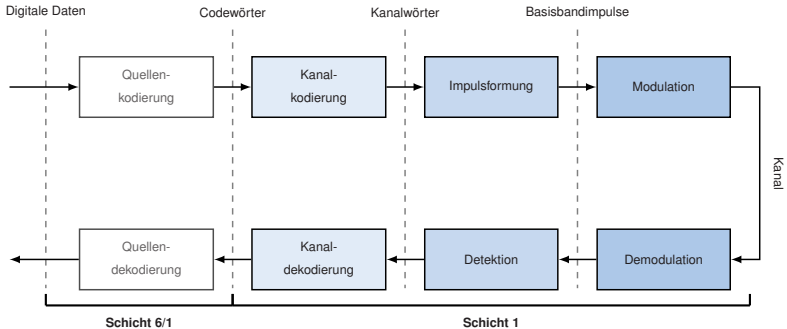 Digitale Daten
Codewörter
Kanalwörter
Basisbandimpulse
Quellen-
kodierung
Kanal-
kodierung
Impulsformung
Modulation
Kanal
Quellen-
dekodierung
Kanal-
dekodierung
Detektion
Demodulation
Schicht 6/1
Schicht 1